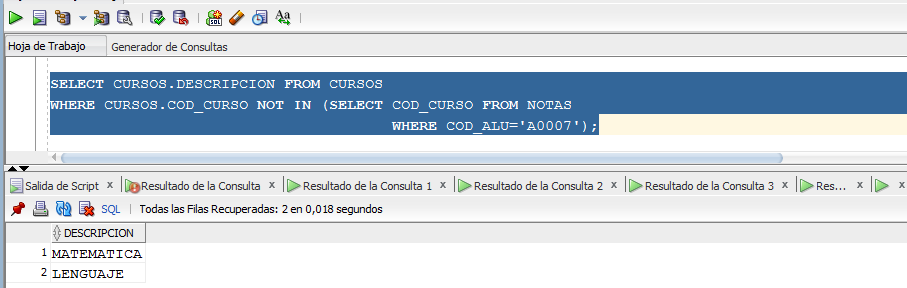 Hoja de Trabajo Generador de Consultas
SELECT CURSOS.DESCRIPCION FROM CURSOS
WHERE CURSOS.COD_CURSO NOT IN (SELECT COD_CURSO FROM NOTAS
WHERE COD_ALU='A0007');
Salida de Script x Resultado de la Consulta x Resultado de la Consulta 1 x Resultado de la Consulta 2 x Resultado de la Consulta 3 x Res... x
SQL | Todas las Filas Recuperadas: 2 en 0,018 segundos
DESCRIPCION
1 MATEMATICA
2 LENGUAJE